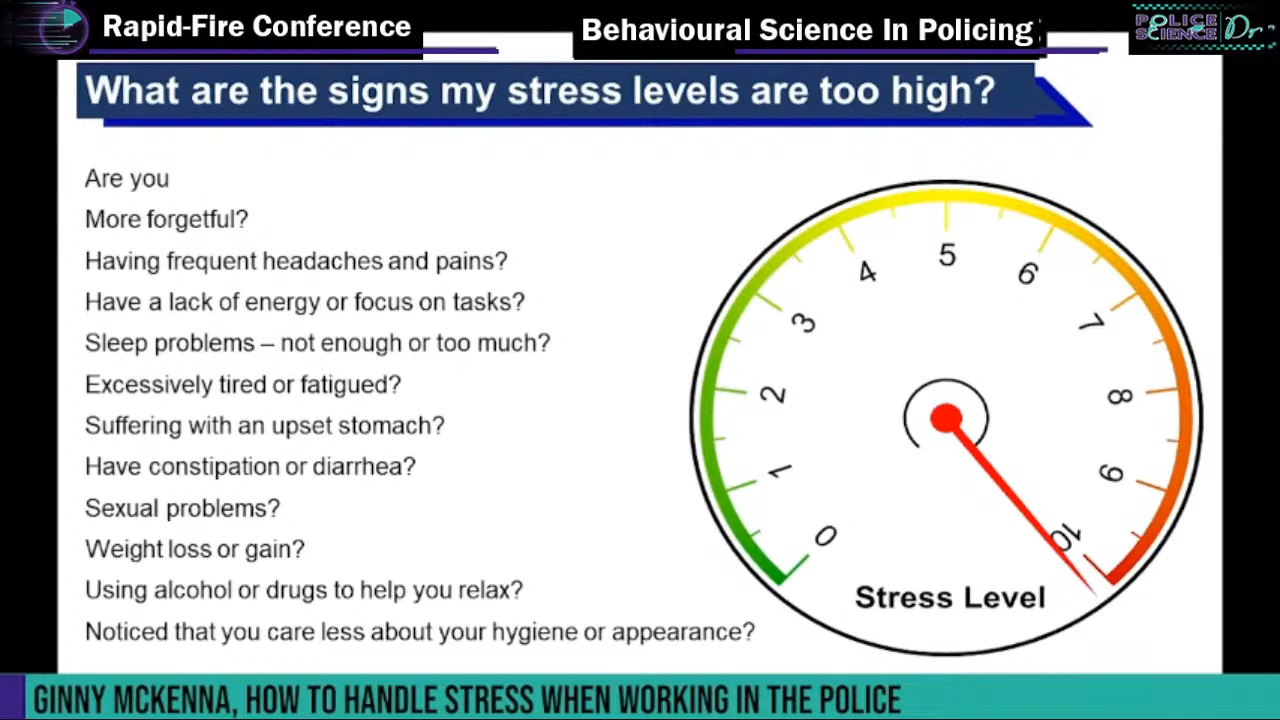 Rapid-Fire Conference
Behavioural Science In Policing
POLICE
SCIENCE Dr
What are the signs my stress levels are too high?
Are you
More forgetful?
Having frequent headaches and pains?
Have a lack of energy or focus on tasks?
Sleep problems – not enough or too much?
Excessively tired or fatigued?
Suffering with an upset stomach?
Have constipation or diarrhea?
Sexual problems?
Weight loss or gain?
Using alcohol or drugs to help you relax?
Noticed that you care less about your hygiene or appearance?
0
1
2
3
4
5
6
7
8
9
10
Stress Level
GINNY MCKENNA, HOW TO HANDLE STRESS WHEN WORKING IN THE POLICE